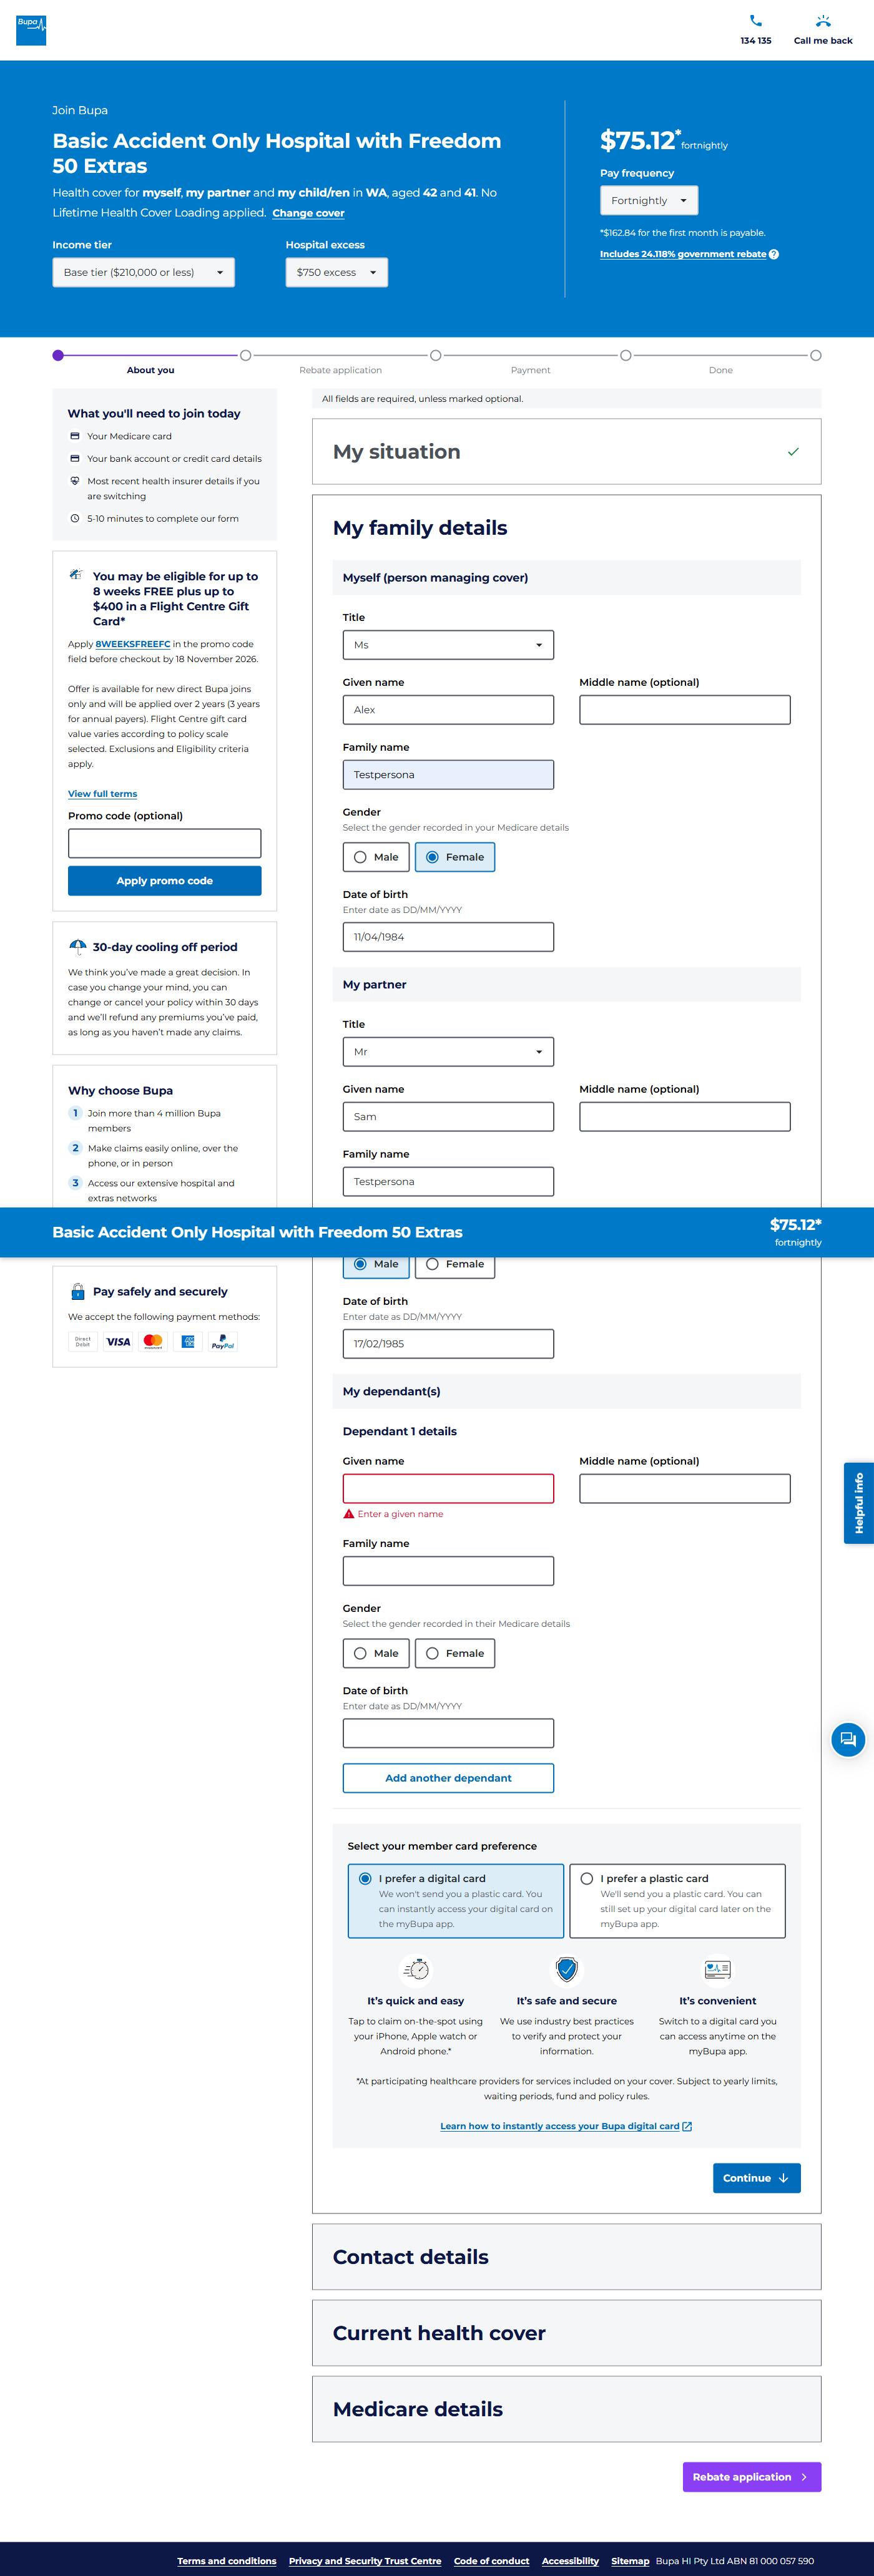 Bupa
134 135
Call me back
Join Bupa
Basic Accident Only Hospital with Freedom
50 Extras
Health cover for myself, my partner and my child/ren in WA, aged 42 and 41. No
Lifetime Health Cover Loading applied. Change cover
Income tier
Base tier ($210,000 or less)
Hospital excess
$750 excess
$75.12* fortnightly
Pay frequency
Fortnightly
*$162.84 for the first month is payable.
Includes 24.118% government rebate ?
About you
Rebate application
Payment
Done
What you'll need to join today
Your Medicare card
Your bank account or credit card details
Most recent health insurer details if you
are switching
5-10 minutes to complete our form
You may be eligible for up to
8 weeks FREE plus up to
$400 in a Flight Centre Gift
Card*
Apply 8WEEKSFREEFC in the promo code
field before checkout by 18 November 2026.
Offer is available for new direct Bupa joins
only and will be applied over 2 years (3 years
for annual payers). Flight Centre gift card
value varies according to policy scale
selected. Exclusions and Eligibility criteria
apply.
View full terms
Promo code (optional)
Apply promo code
30-day cooling off period
We think you've made a great decision. In
case you change your mind, you can
change or cancel your policy within 30 days
and we'll refund any premiums you've paid,
as long as you haven't made any claims.
Why choose Bupa
1 Join more than 4 million Bupa
members
2 Make claims easily online, over the
phone, or in person
3 Access our extensive hospital and
extras networks
All fields are required, unless marked optional.
My situation
My family details
Myself (person managing cover)
Title
Ms
Given name
Middle name (optional)
Alex
Family name
Testpersona
Gender
Select the gender recorded in your Medicare details
Male
Female
Date of birth
Enter date as DD/MM/YYYY
11/04/1984
My partner
Title
Mr
Given name
Middle name (optional)
Sam
Family name
Testpersona
Basic Accident Only Hospital with Freedom 50 Extras
$75.12*
fortnightly
Pay safely and securely
We accept the following payment methods:
Direct
Debit
VISA
PayPal
Male
Female
Date of birth
Enter date as DD/MM/YYYY
17/02/1985
My dependant(s)
Dependant 1 details
Given name
Middle name (optional)
Enter a given name
Family name
Gender
Select the gender recorded in their Medicare details
Male
Female
Date of birth
Enter date as DD/MM/YYYY
Add another dependant
Helpful info
Select your member card preference
I prefer a digital card
We won't send you a plastic card. You
can instantly access your digital card on
the myBupa app.
I prefer a plastic card
We'll send you a plastic card. You can
still set up your digital card later on the
myBupa app.
It's quick and easy
Tap to claim on-the-spot using
your iPhone, Apple watch or
Android phone.*
It's safe and secure
We use industry best practices
to verify and protect your
information.
It's convenient
Switch to a digital card you
can access anytime on the
myBupa app.
*At participating healthcare providers for services included on your cover. Subject to yearly limits,
waiting periods, fund and policy rules.
Learn how to instantly access your Bupa digital card
Continue
Contact details
Current health cover
Medicare details
Rebate application
Terms and conditions
Privacy and Security Trust Centre
Code of conduct
Accessibility
Sitemap
Bupa HI Pty Ltd ABN 81 000 057 590